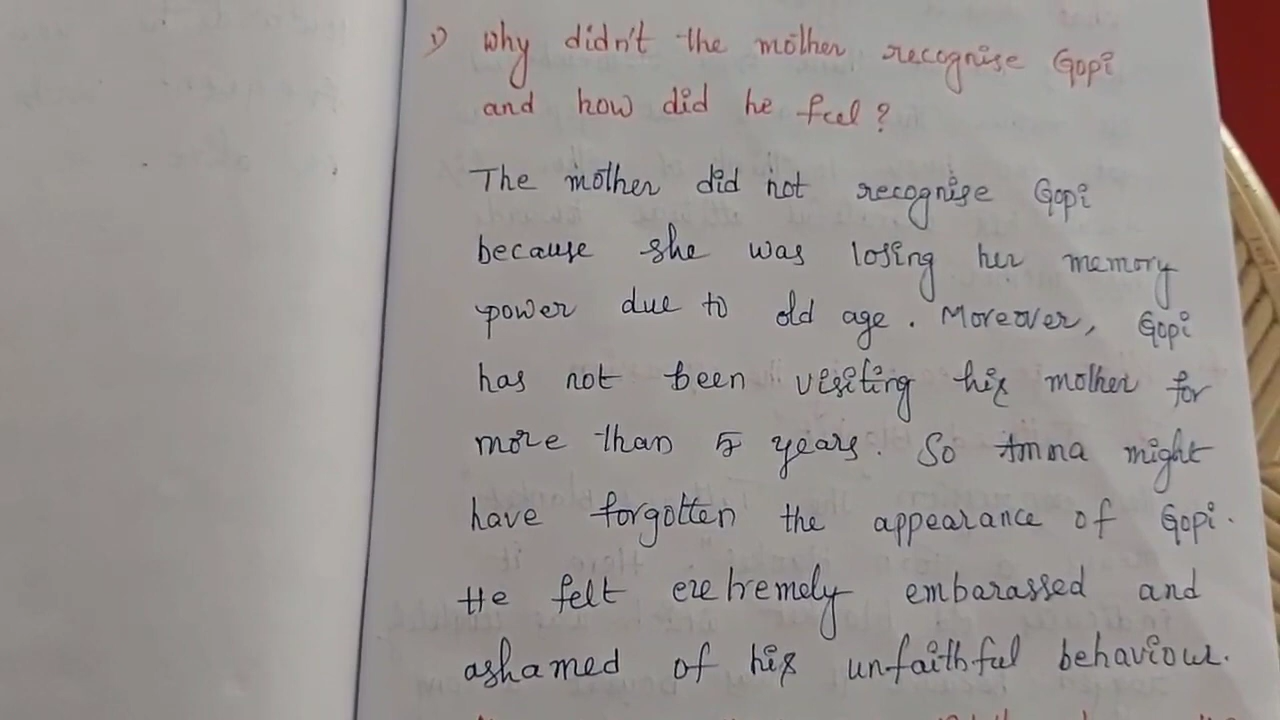 1) Why didn't the mother recognise Gopi
and how did he feel?
The mother did not recognise Gopi
because she was losing her memory
power due to old age. Moreover, Gopi
has not been visiting his mother for
more than 5 years. So Amma might
have forgotten the appearance of Gopi.
He felt extremely embarassed and
ashamed of his unfaithful behaviour.